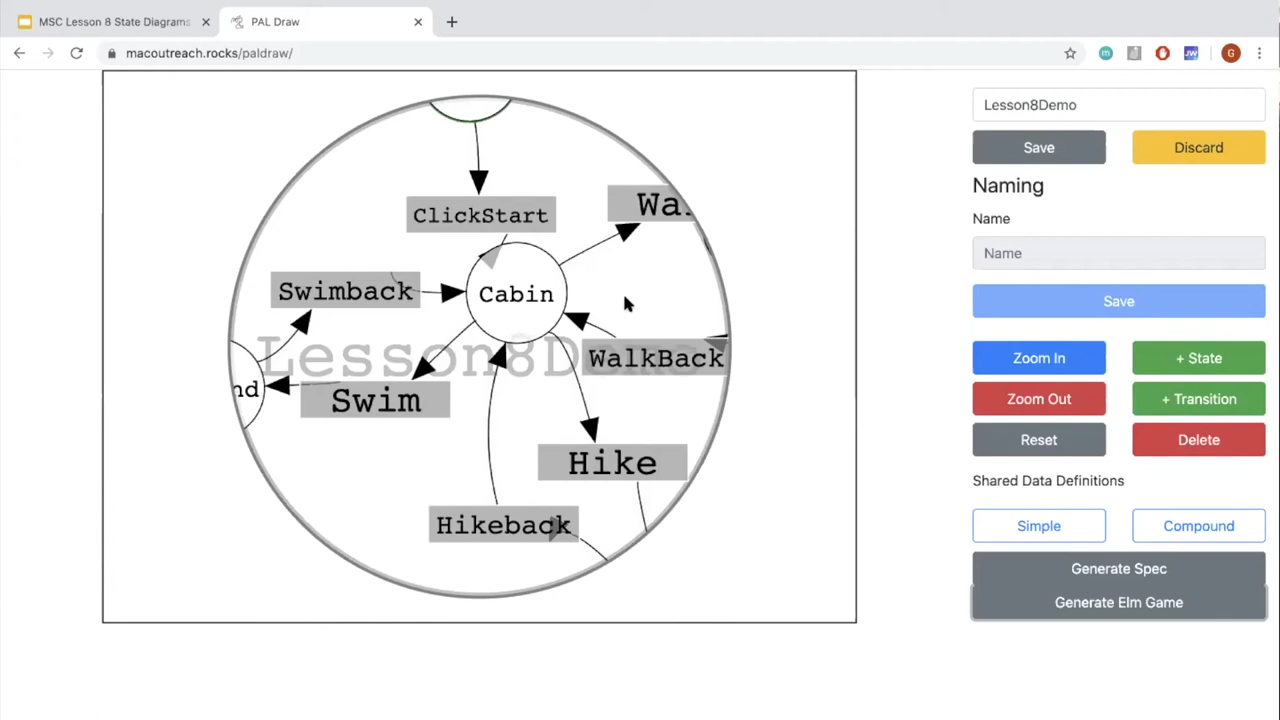 MSC Lesson 8 State Diagrams
PAL Draw
macoutreach.rocks/paldraw/
G
ClickStart
Swimback
Cabin
WalkBack
Swim
Hike
Hikeback
Lesson8Demo
Save
Discard
Naming
Name
Name
Save
Zoom In
+ State
Zoom Out
+ Transition
Reset
Delete
Shared Data Definitions
Simple
Compound
Generate Spec
Generate Elm Game